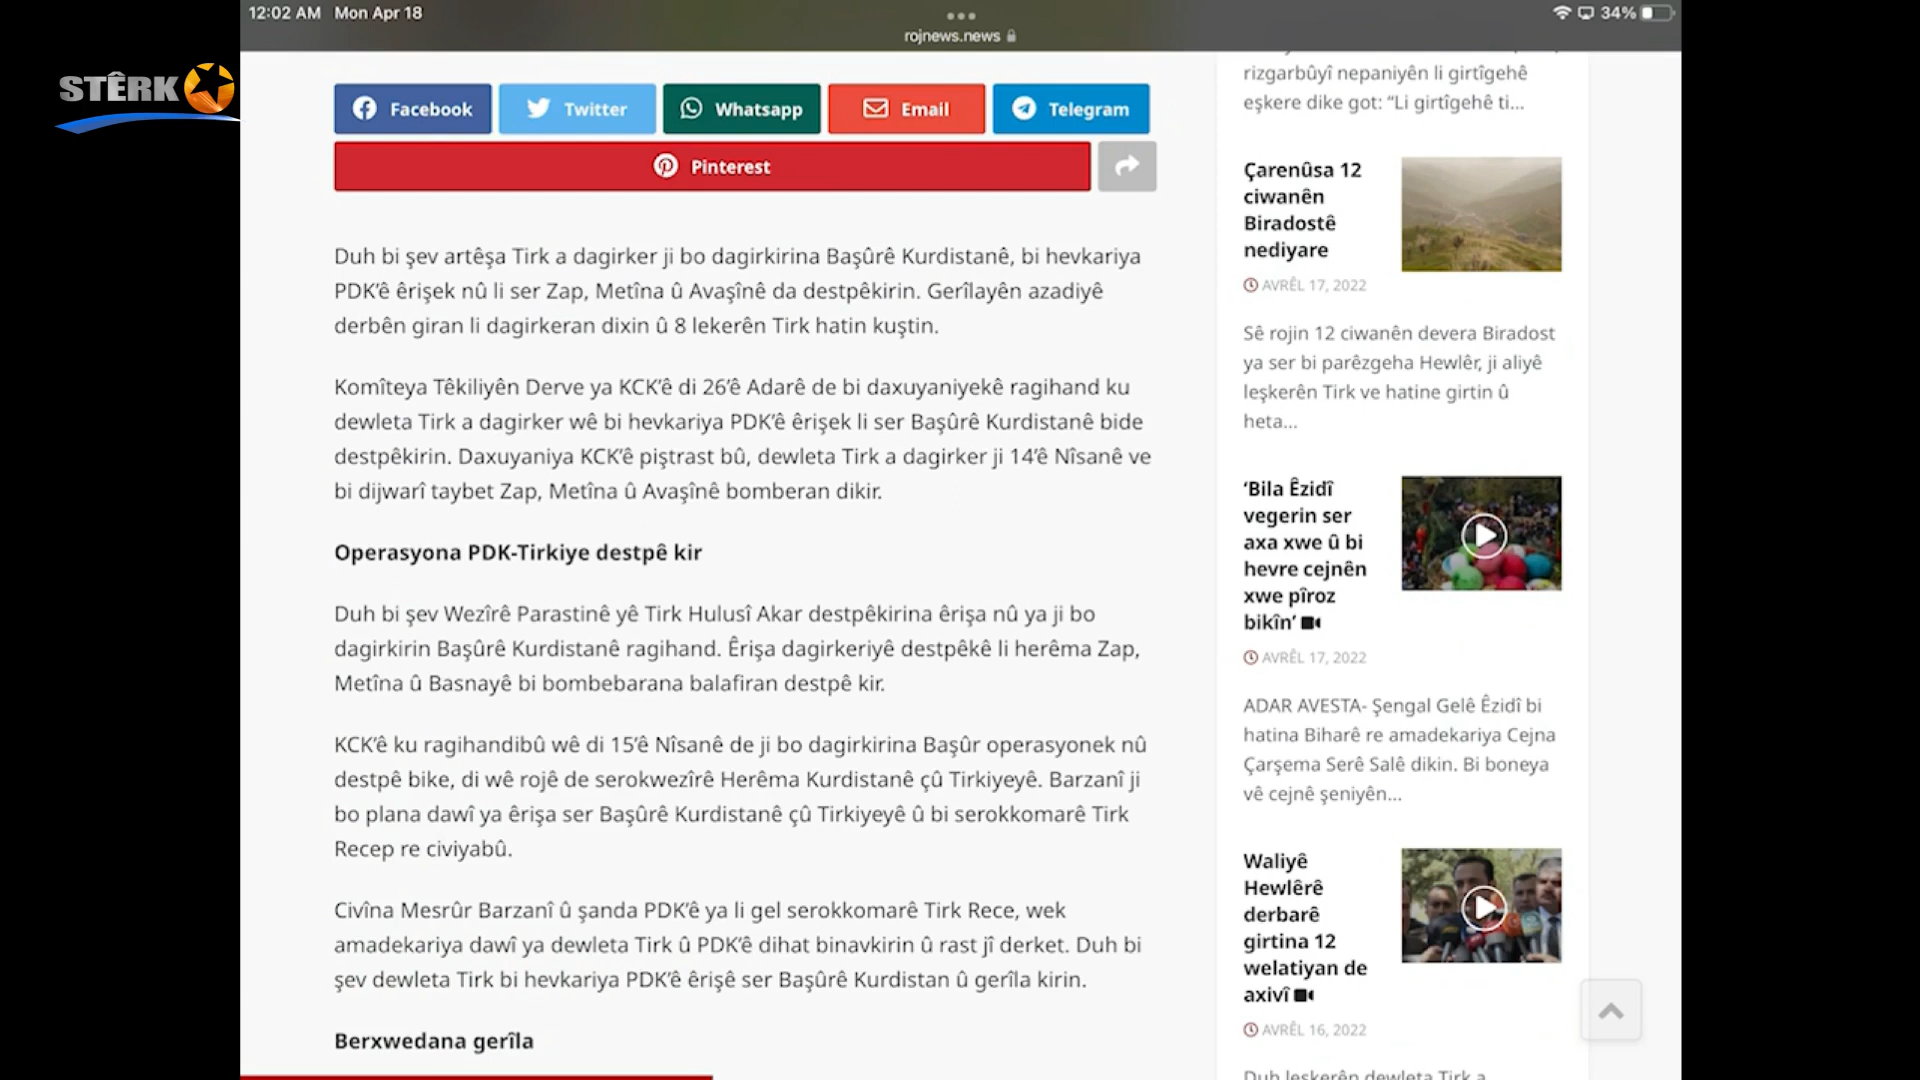 12:02 AM Mon Apr 18
34%
rojnews.news
STÊRK
Facebook
Twitter
Whatsapp
Email
Telegram
Pinterest
Duh bi şev artêşa Tirk a dagirker ji bo dagirkirina Başûrê Kurdistanê, bi hevkariya
PDK’ê êrişek nû li ser Zap, Metîna û Avaşînê da destpêkirin. Gerîlayên azadiyê
derbên giran li dagirkeran dixin û 8 lekerên Tirk hatin kuştin.
Komîteya Têkiliyên Derve ya KCK’ê di 26’ê Adarê de bi daxuyaniyekê ragihand ku
dewleta Tirk a dagirker wê bi hevkariya PDK’ê êrişek li ser Başûrê Kurdistanê bide
destpêkirin. Daxuyaniya KCK’ê piştrast bû, dewleta Tirk a dagirker ji 14’ê Nîsanê ve
bi dijwarî taybet Zap, Metîna û Avaşînê bomberan dikir.
Operasyona PDK-Tirkiye destpê kir
Duh bi şev Wezîrê Parastinê yê Tirk Hulusî Akar destpêkirina êrişa nû ya ji bo
dagirkirin Başûrê Kurdistanê ragihand. Êrişa dagirkeriyê destpêkê li herêma Zap,
Metîna û Basnayê bi bombebarana balafiran destpê kir.
KCK’ê ku ragihandibû wê di 15’ê Nîsanê de ji bo dagirkirina Başûr operasyonek nû
destpê bike, di wê rojê de serokwezîrê Herêma Kurdistanê çû Tirkiyeyê. Barzanî ji
bo plana dawî ya êrişa ser Başûrê Kurdistanê çû Tirkiyeyê û bi serokkomarê Tirk
Recep re civiyabû.
Civîna Mesrûr Barzanî û şanda PDK’ê ya li gel serokkomarê Tirk Rece, wek
amadekariya dawî ya dewleta Tirk û PDK’ê dihat binavkirin û rast jî derket. Duh bi
şev dewleta Tirk bi hevkariya PDK’ê êrişê ser Başûrê Kurdistan û gerîla kirin.
Berxwedana gerîla
rizgarbûyî nepaniyên li girtîgehê
eşkere dike got: “Li girtîgehê ti...
Çarenûsa 12
ciwanên
Biradostê
nediyare
AVRÊL 17, 2022
Sê rojin 12 ciwanên devera Biradost
ya ser bi parêzgeha Hewlêr, ji aliyê
leşkerên Tirk ve hatine girtin û
heta...
‘Bila Êzidî
vegerin ser
axa xwe û bi
hevre cejnên
xwe pîroz
bikîn’
AVRÊL 17, 2022
ADAR AVESTA- Şengal Gelê Êzidî bi
hatina Biharê re amadekariya Cejna
Çarşema Serê Salê dikin. Bi boneya
vê cejnê şeniyên...
Waliyê
Hewlêrê
derbarê
girtina 12
welatiyan de
axivî
AVRÊL 16, 2022
Duh leşkerên dewleta Tirk a